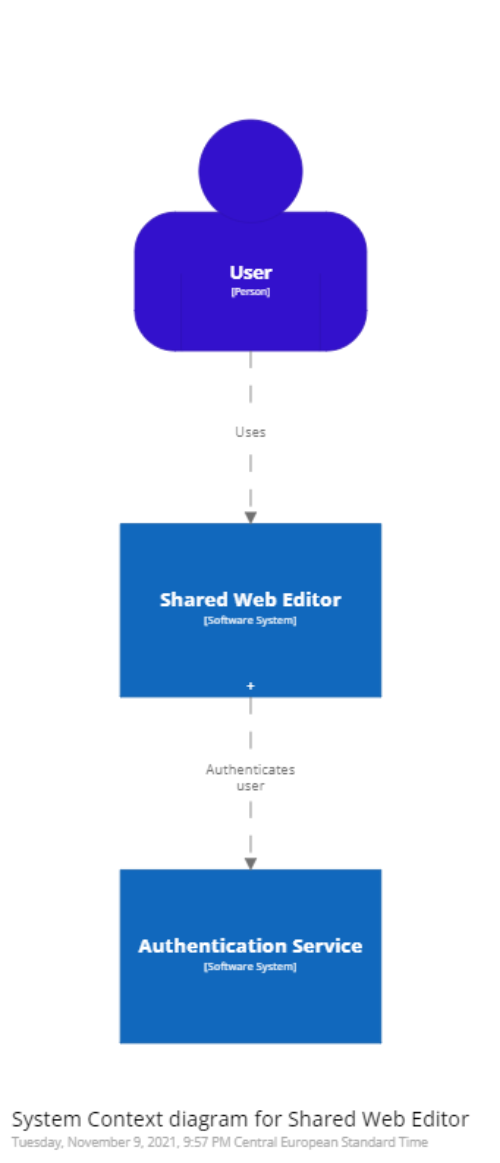 User
[Person]
Uses
Shared Web Editor
[Software System]
+
Authenticates
user
Authentication Service
[Software System]
System Context diagram for Shared Web Editor
Tuesday, November 9, 2021, 9:57 PM Central European Standard Time